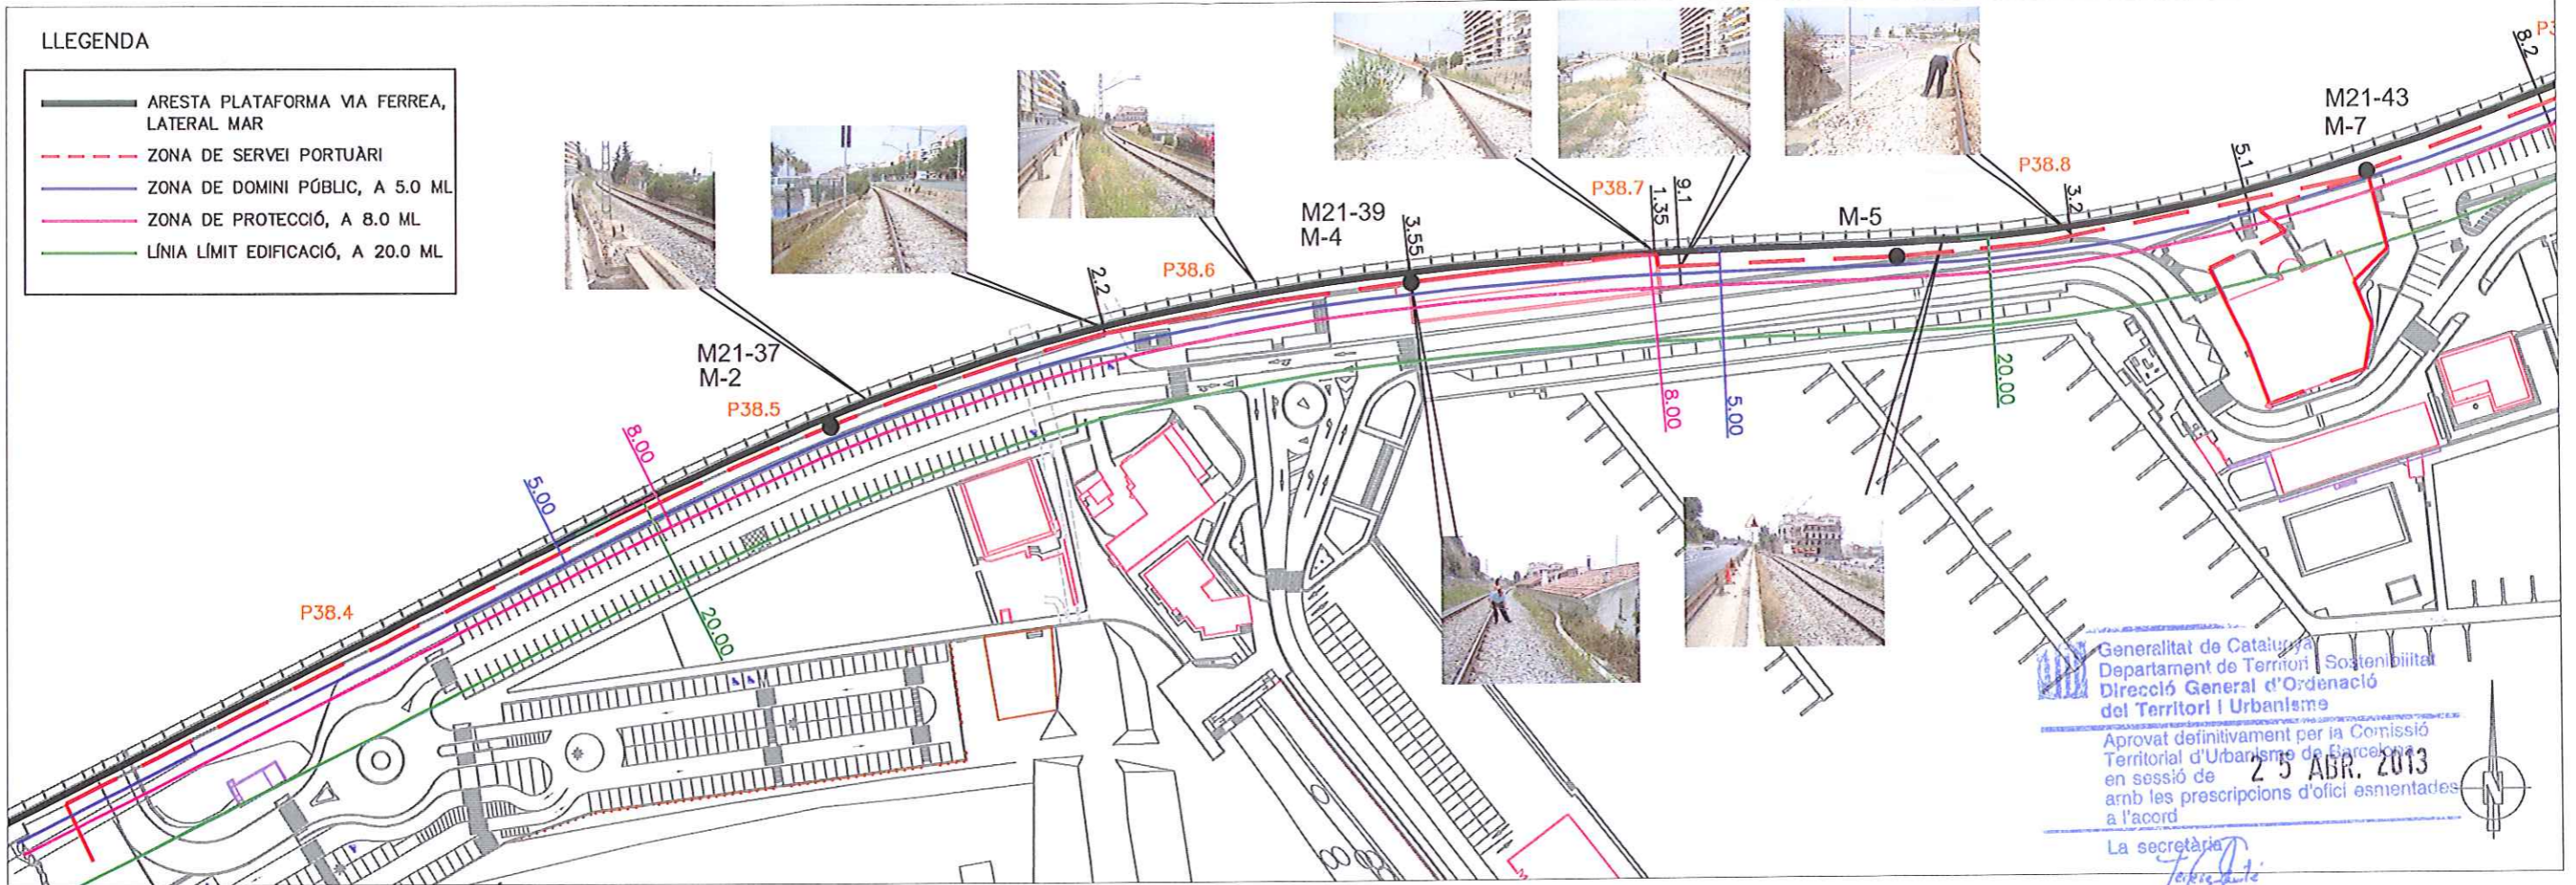 LLEGENDA
ARESTA PLATAFORMA VIA FERREA,
LATERAL MAR
ZONA DE SERVEI PORTUÀRI
ZONA DE DOMINI PÚBLIC, A 5.0 ML
ZONA DE PROTECCIÓ, A 8.0 ML
LÍNIA LÍMIT EDIFICACIÓ, A 20.0 ML
8.2
M21-43
M-7
5.1
P38.8
3.2
P38.7
1.35
9.1
M-5
M21-39
M-4
3.55
P38.6
2.2
M21-37
M-2
P38.5
8.00
5.00
20.00
8.00
5.00
20.00
P38.4
Generalitat de Catalunya
Departament de Territori i Sostenibilitat
Direcció General d'Ordenació
del Territori i Urbanisme
Aprovat definitivament per la Comissió
Territorial d'Urbanisme de Barcelona
en sessió de 25 ABR. 2013
amb les prescripcions d'ofici esmentades
a l'acord
La secretària
N